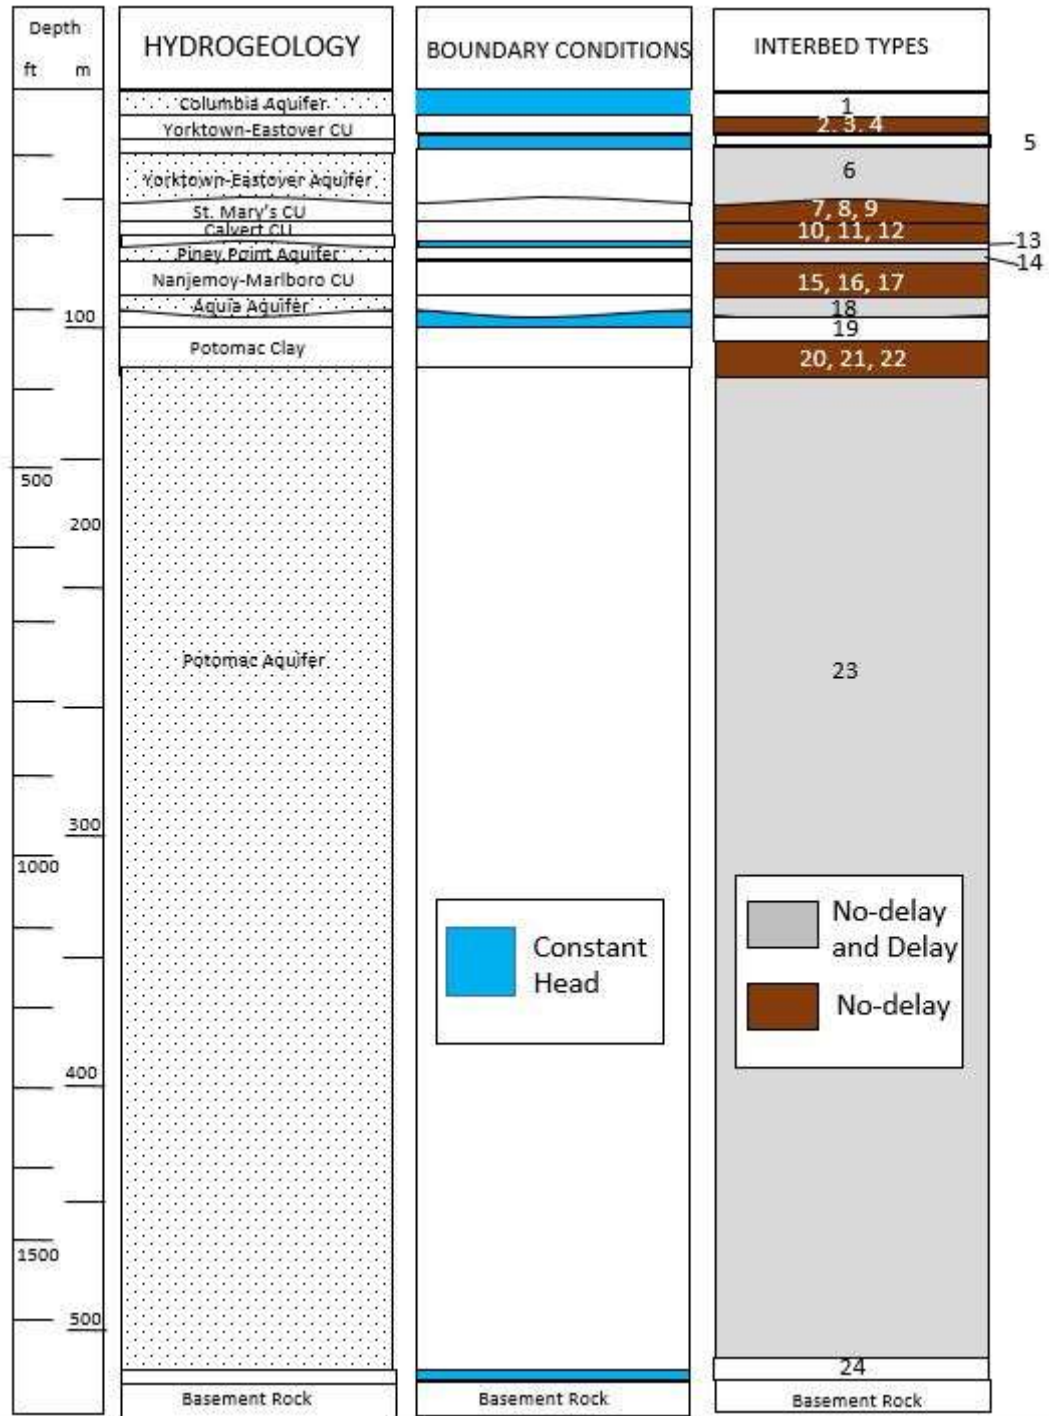 Depth
ft m
HYDROGEOLOGY
BOUNDARY CONDITIONS
INTERBED TYPES
Columbia Aquifer
Yorktown-Eastover CU
Yorktown-Eastover Aquifer
St. Mary's CU
Calvert CU
Piney Point Aquifer
Nanjemoy-Marlboro CU
Aquia Aquifer
Potomac Clay
Potomac Aquifer
Basement Rock
100
500
200
300
1000
400
1500
500
Constant
Head
Basement Rock
1
2. 3. 4
5
6
7, 8, 9
10, 11, 12
13
14
15, 16, 17
18
19
20, 21, 22
23
No-delay
and Delay
No-delay
24
Basement Rock